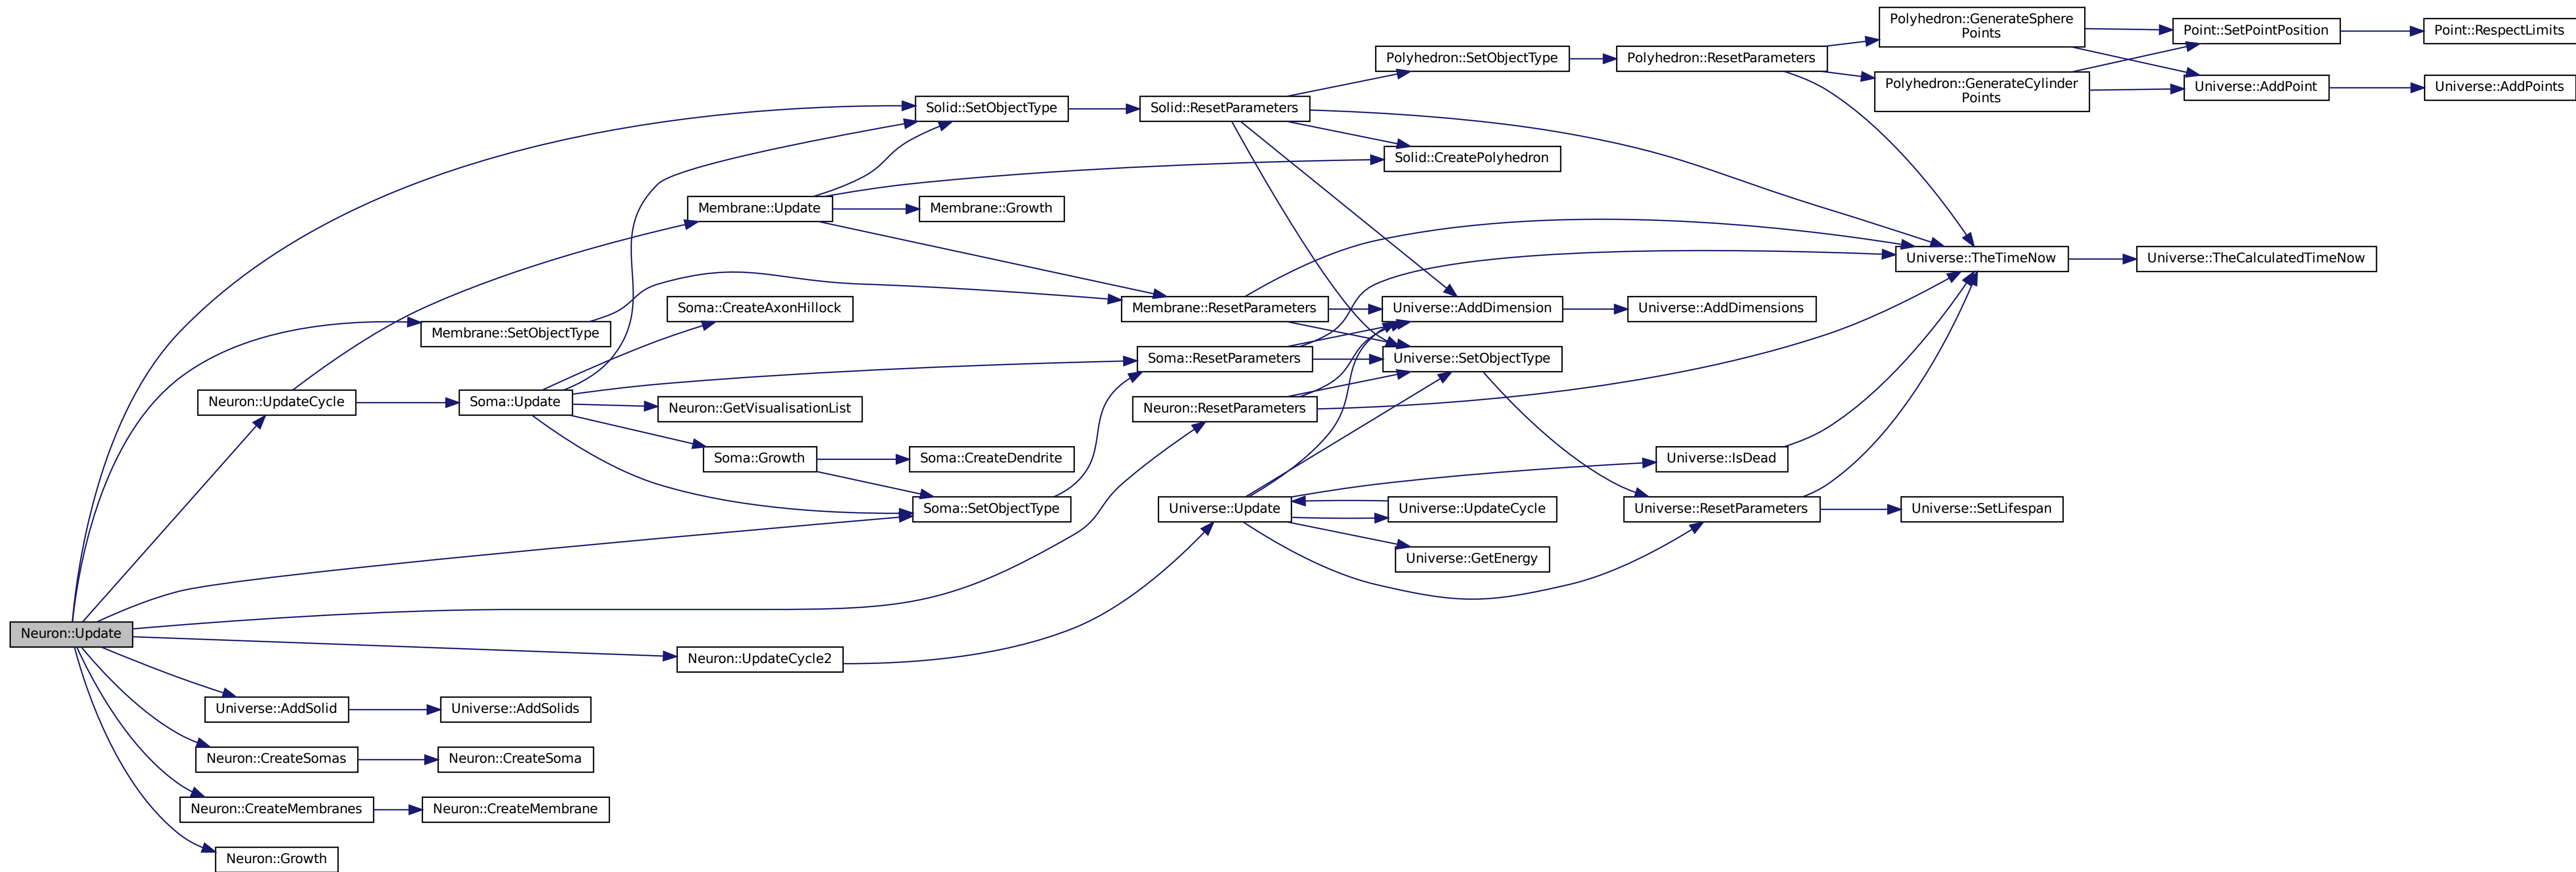 Polyhedron::GenerateSphere
Points
Point::SetPointPosition
Point::RespectLimits
Polyhedron::SetObjectType
Polyhedron::ResetParameters
Polyhedron::GenerateCylinder
Points
Universe::AddPoint
Universe::AddPoints
Solid::SetObjectType
Solid::ResetParameters
Solid::CreatePolyhedron
Membrane::Update
Membrane::Growth
Universe::TheTimeNow
Universe::TheCalculatedTimeNow
Soma::CreateAxonHillock
Membrane::ResetParameters
Universe::AddDimension
Universe::AddDimensions
Membrane::SetObjectType
Soma::ResetParameters
Universe::SetObjectType
Neuron::UpdateCycle
Soma::Update
Neuron::GetVisualisationList
Neuron::ResetParameters
Soma::Growth
Soma::CreateDendrite
Universe::IsDead
Soma::SetObjectType
Universe::Update
Universe::UpdateCycle
Universe::ResetParameters
Universe::SetLifespan
Universe::GetEnergy
Neuron::Update
Neuron::UpdateCycle2
Universe::AddSolid
Universe::AddSolids
Neuron::CreateSomas
Neuron::CreateSoma
Neuron::CreateMembranes
Neuron::CreateMembrane
Neuron::Growth